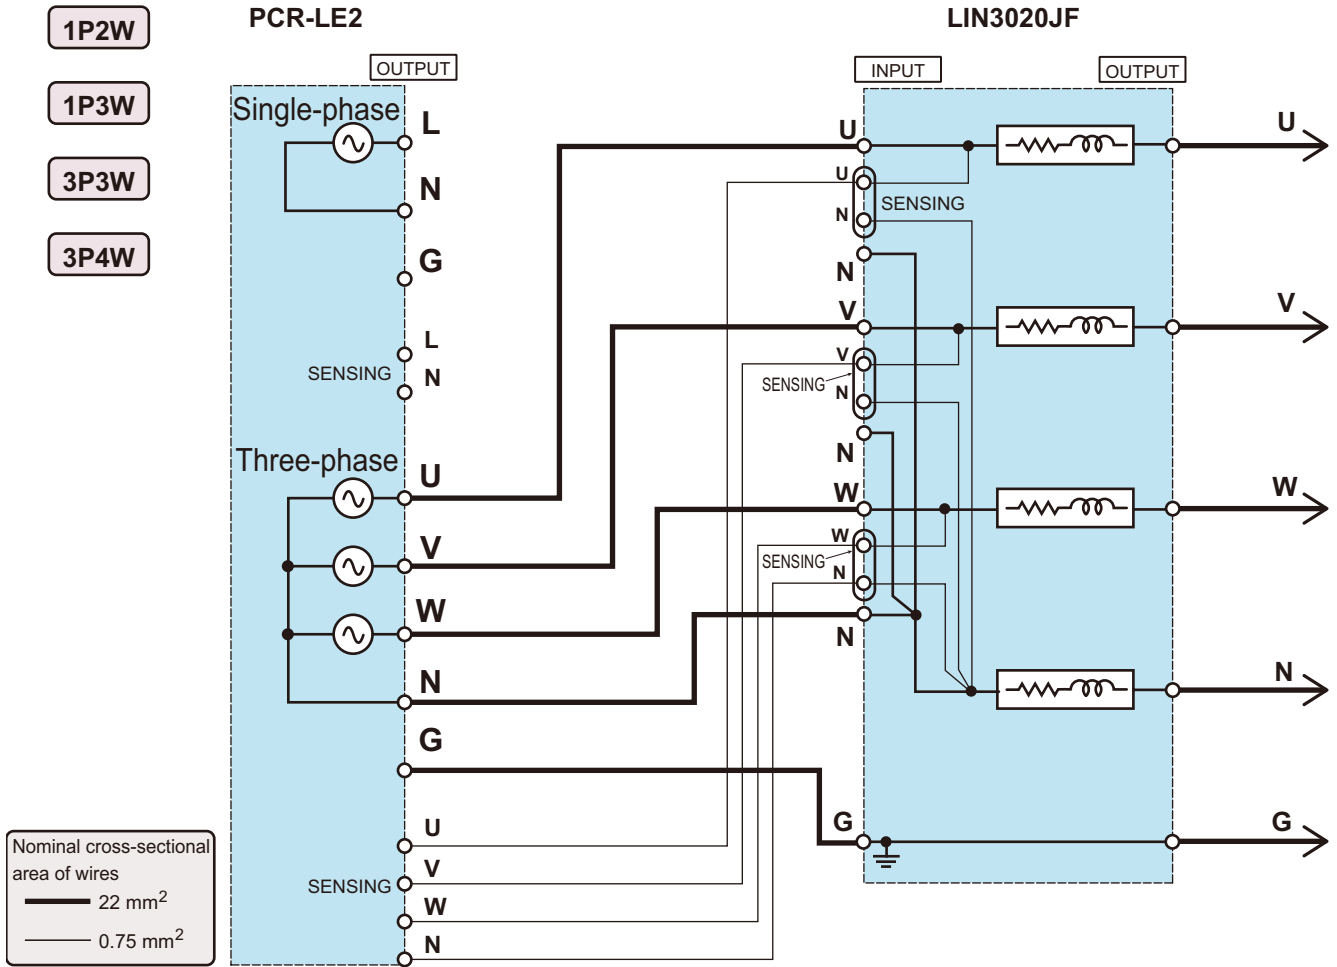 1P2W
1P3W
3P3W
3P4W
PCR-LE2
OUTPUT
Single-phase
L
N
G
L
SENSING
N
Three-phase
U
V
W
N
G
U
V
SENSING
W
N
LIN3020JF
INPUT
OUTPUT
U
U
SENSING
N
N
V
V
SENSING
N
N
W
W
SENSING
N
N
G
U
V
W
N
G
Nominal cross-sectional
area of wires
22 mm2
0.75 mm2